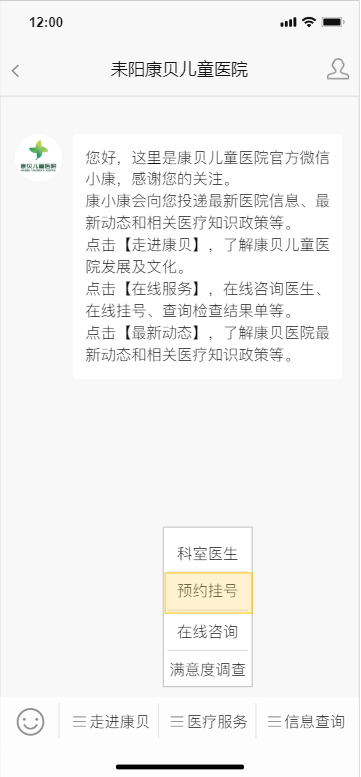 12:00
耒阳康贝儿童医院
康贝儿童医院
您好，这里是康贝儿童医院官方微信
小康，感谢您的关注。
康小康会向您投递最新医院信息、最
新动态和相关医疗知识政策等。
点击【走进康贝】，了解康贝儿童医
院发展及文化。
点击【在线服务】，在线咨询医生、
在线挂号、查询检查结果单等。
点击【最新动态】，了解康贝医院最
新动态和相关医疗知识政策等。
科室医生
预约挂号
在线咨询
满意度调查
走进康贝
医疗服务
信息查询